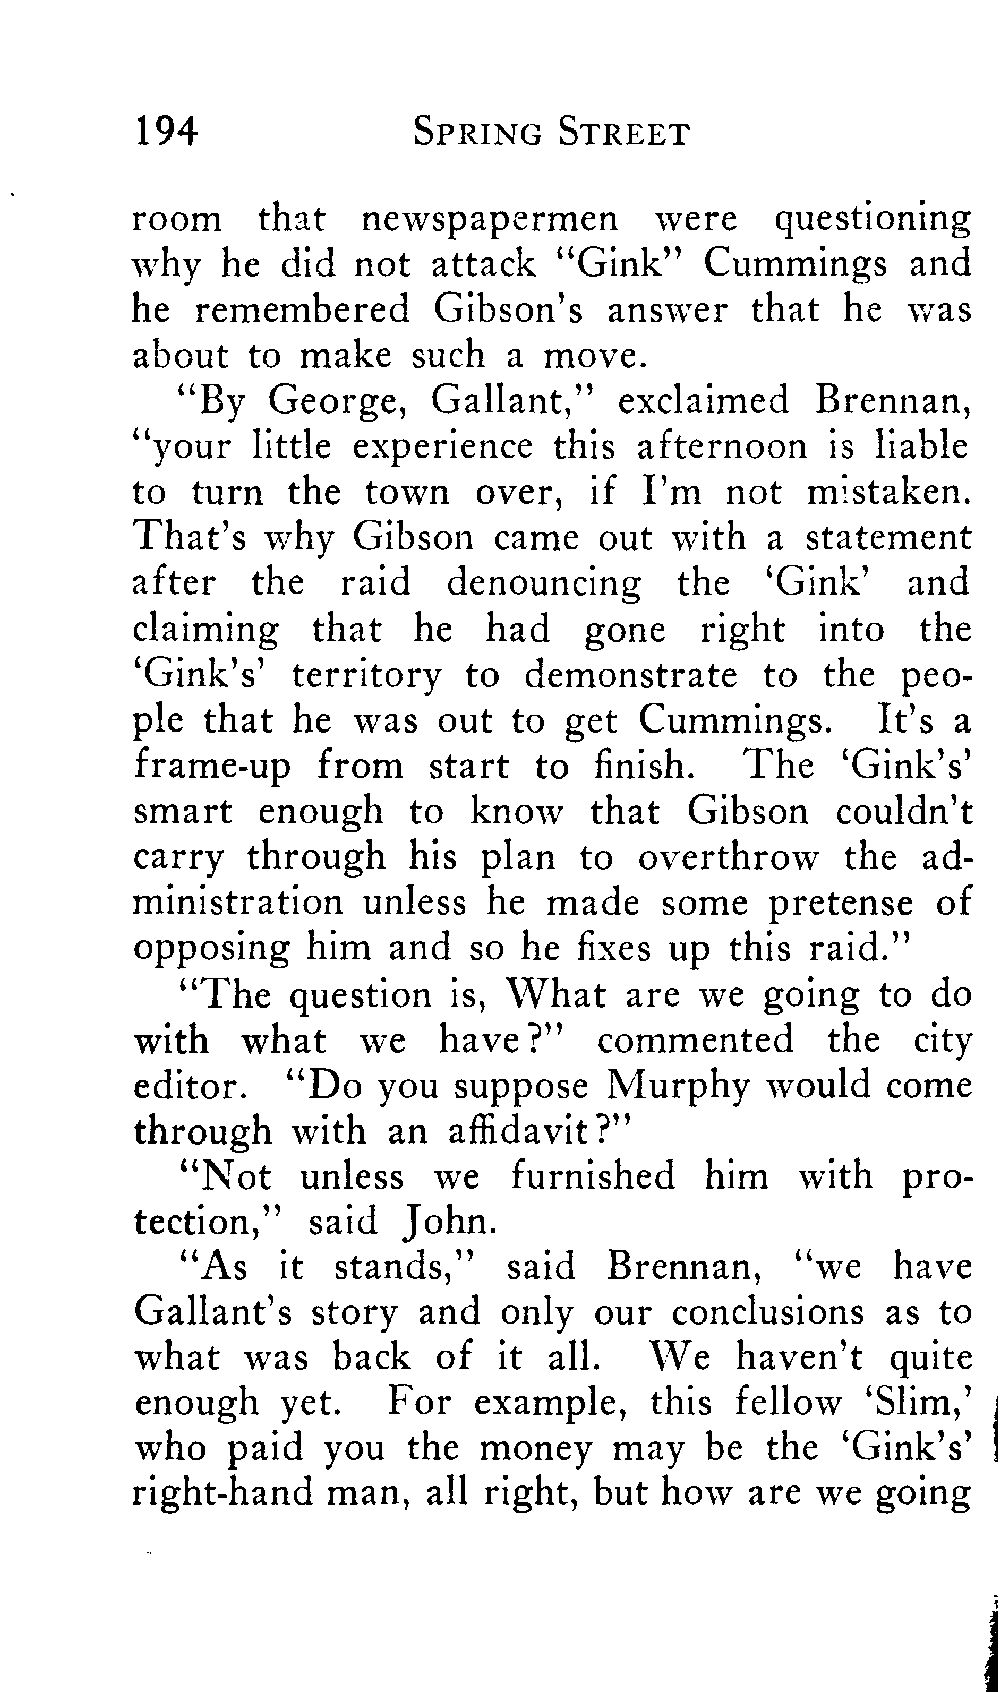 194 SPRING STREET
room that newspapermen were questioning
why he did not attack "Gink" Cummings and
he remembered Gibson's answer that he was
about to make such a move.
"By George, Gallant," exclaimed Brennan,
"your little experience this afternoon is liable
to turn the town over, if I'm not mistaken.
That's why Gibson came out with a statement
after the raid denouncing the 'Gink' and
claiming that he had gone right into the
'Gink's' territory to demonstrate to the peo-
ple that he was out to get Cummings. It's a
frame-up from start to finish. The 'Gink's'
smart enough to know that Gibson couldn't
carry through his plan to overthrow the ad-
ministration unless he made some pretense of
opposing him and so he fixes up this raid."
"The question is, What are we going to do
with what we have?" commented the city
editor. "Do you suppose Murphy would come
through with an affidavit?"
"Not unless we furnished him with pro-
tection," said John.
"As it stands," said Brennan, "we have
Gallant's story and only our conclusions as to
what was back of it all. We haven't quite
enough yet. For example, this fellow 'Slim,'
who paid you the money may be the 'Gink's'
right-hand man, all right, but how are we going